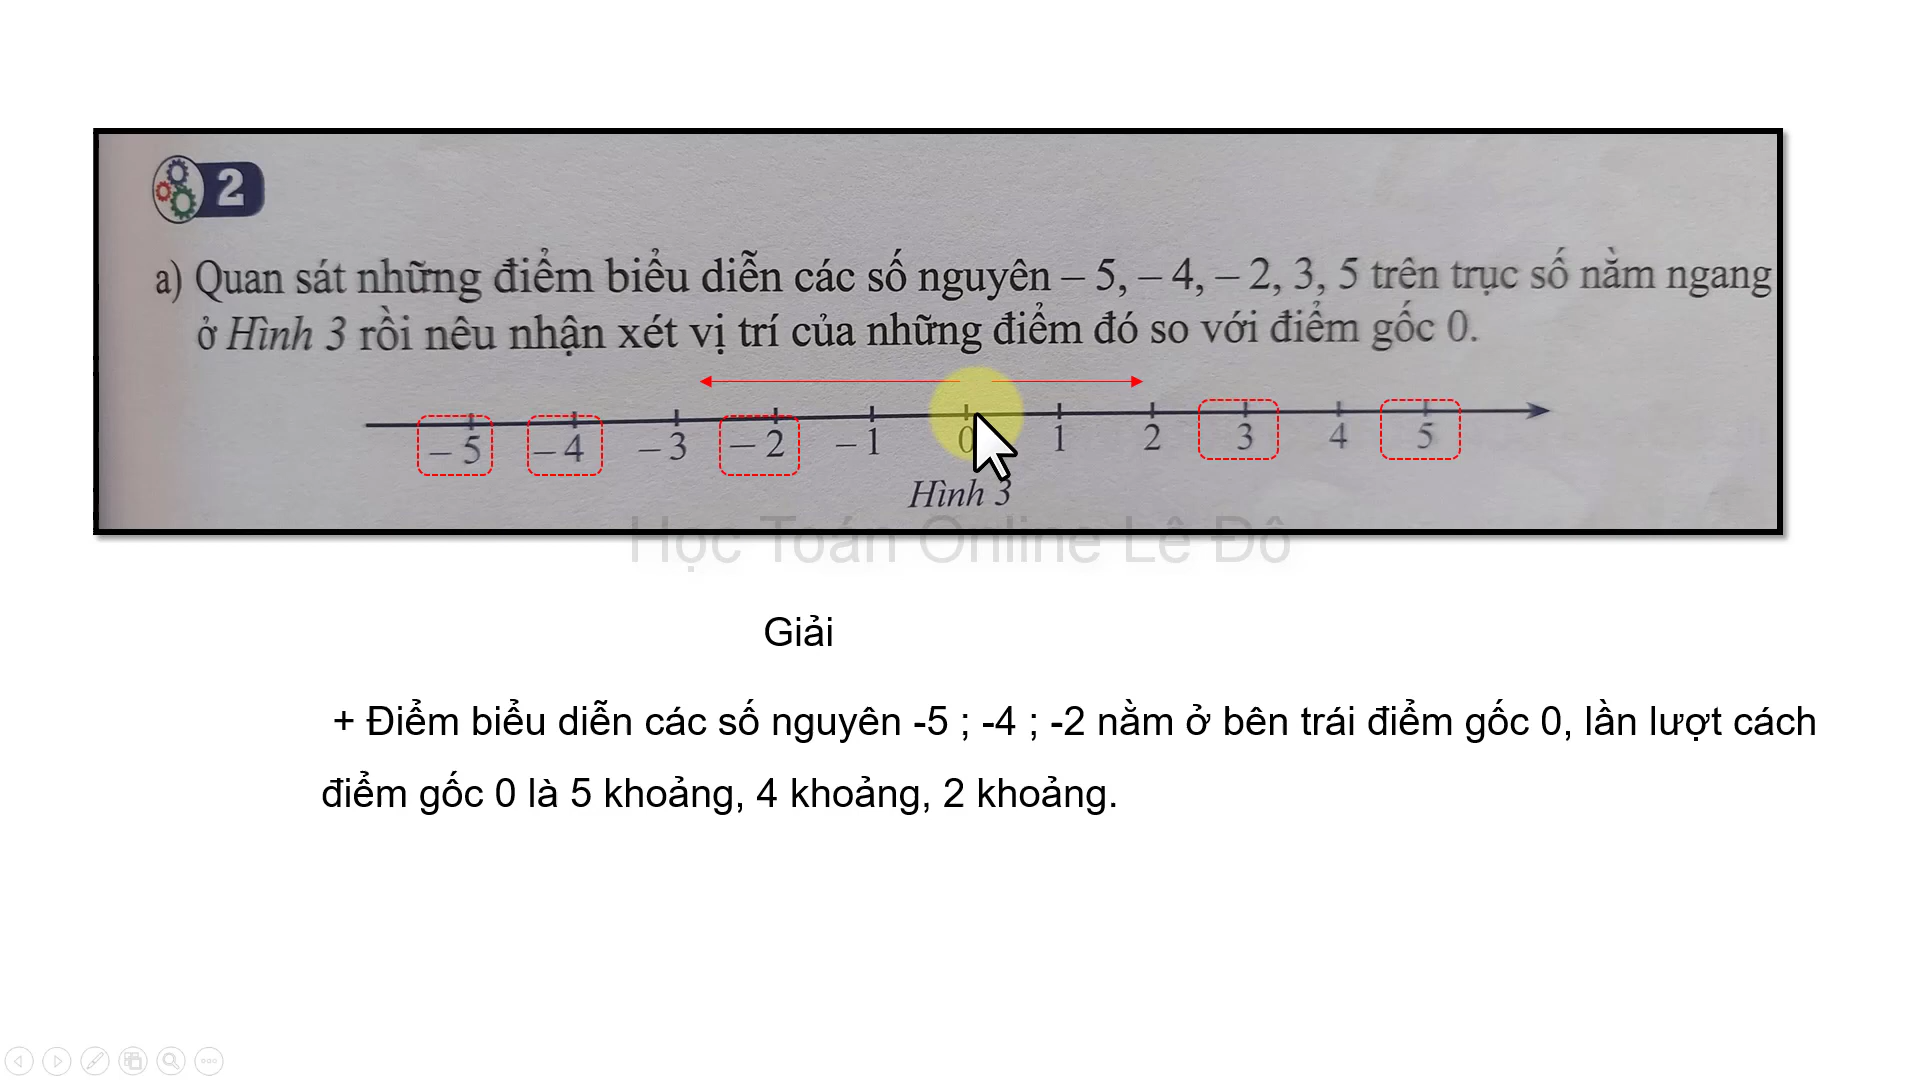 2
a) Quan sát những điểm biểu diễn các số nguyên – 5, – 4, – 2, 3, 5 trên trục số nằm ngang
ở Hình 3 rồi nêu nhận xét vị trí của những điểm đó so với điểm gốc 0.
– 5 – 4 – 3 – 2 – 1 0 1 2 3 4 5
Hình 3
Học Toán Online Lê Đô
Giải
+ Điểm biểu diễn các số nguyên -5 ; -4 ; -2 nằm ở bên trái điểm gốc 0, lần lượt cách
điểm gốc 0 là 5 khoảng, 4 khoảng, 2 khoảng.